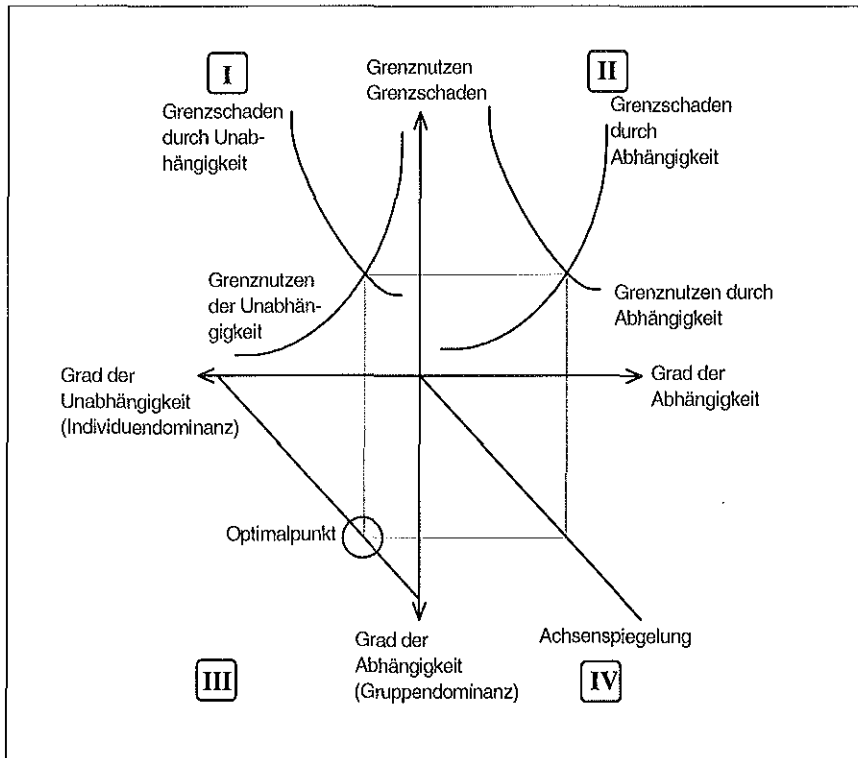 I
Grenznutzen
Grenzschaden
II
Grenzschaden
durch Unab-
hängigkeit
Grenzschaden
durch
Abhängigkeit
Grenznutzen
der Unabhän-
gigkeit
Grenznutzen durch
Abhängigkeit
Grad der
Unabhängigkeit
(Individuendominanz)
Grad der
Abhängigkeit
Optimalpunkt
Grad der
Abhängigkeit
(Gruppendominanz)
Achsenspiegelung
III
IV